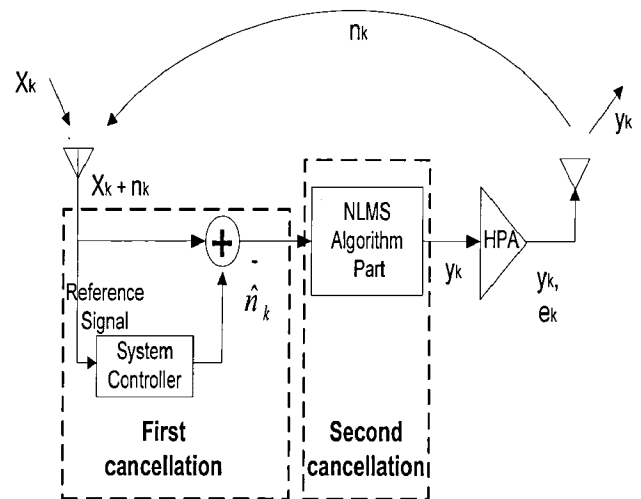 nk
Xk
yk
Xk + nk
NLMS
Algorithm
Part
HPA
+
-
n̂ k
yk
yk,
ek
Reference
Signal
System
Controller
First
cancellation
Second
cancellation